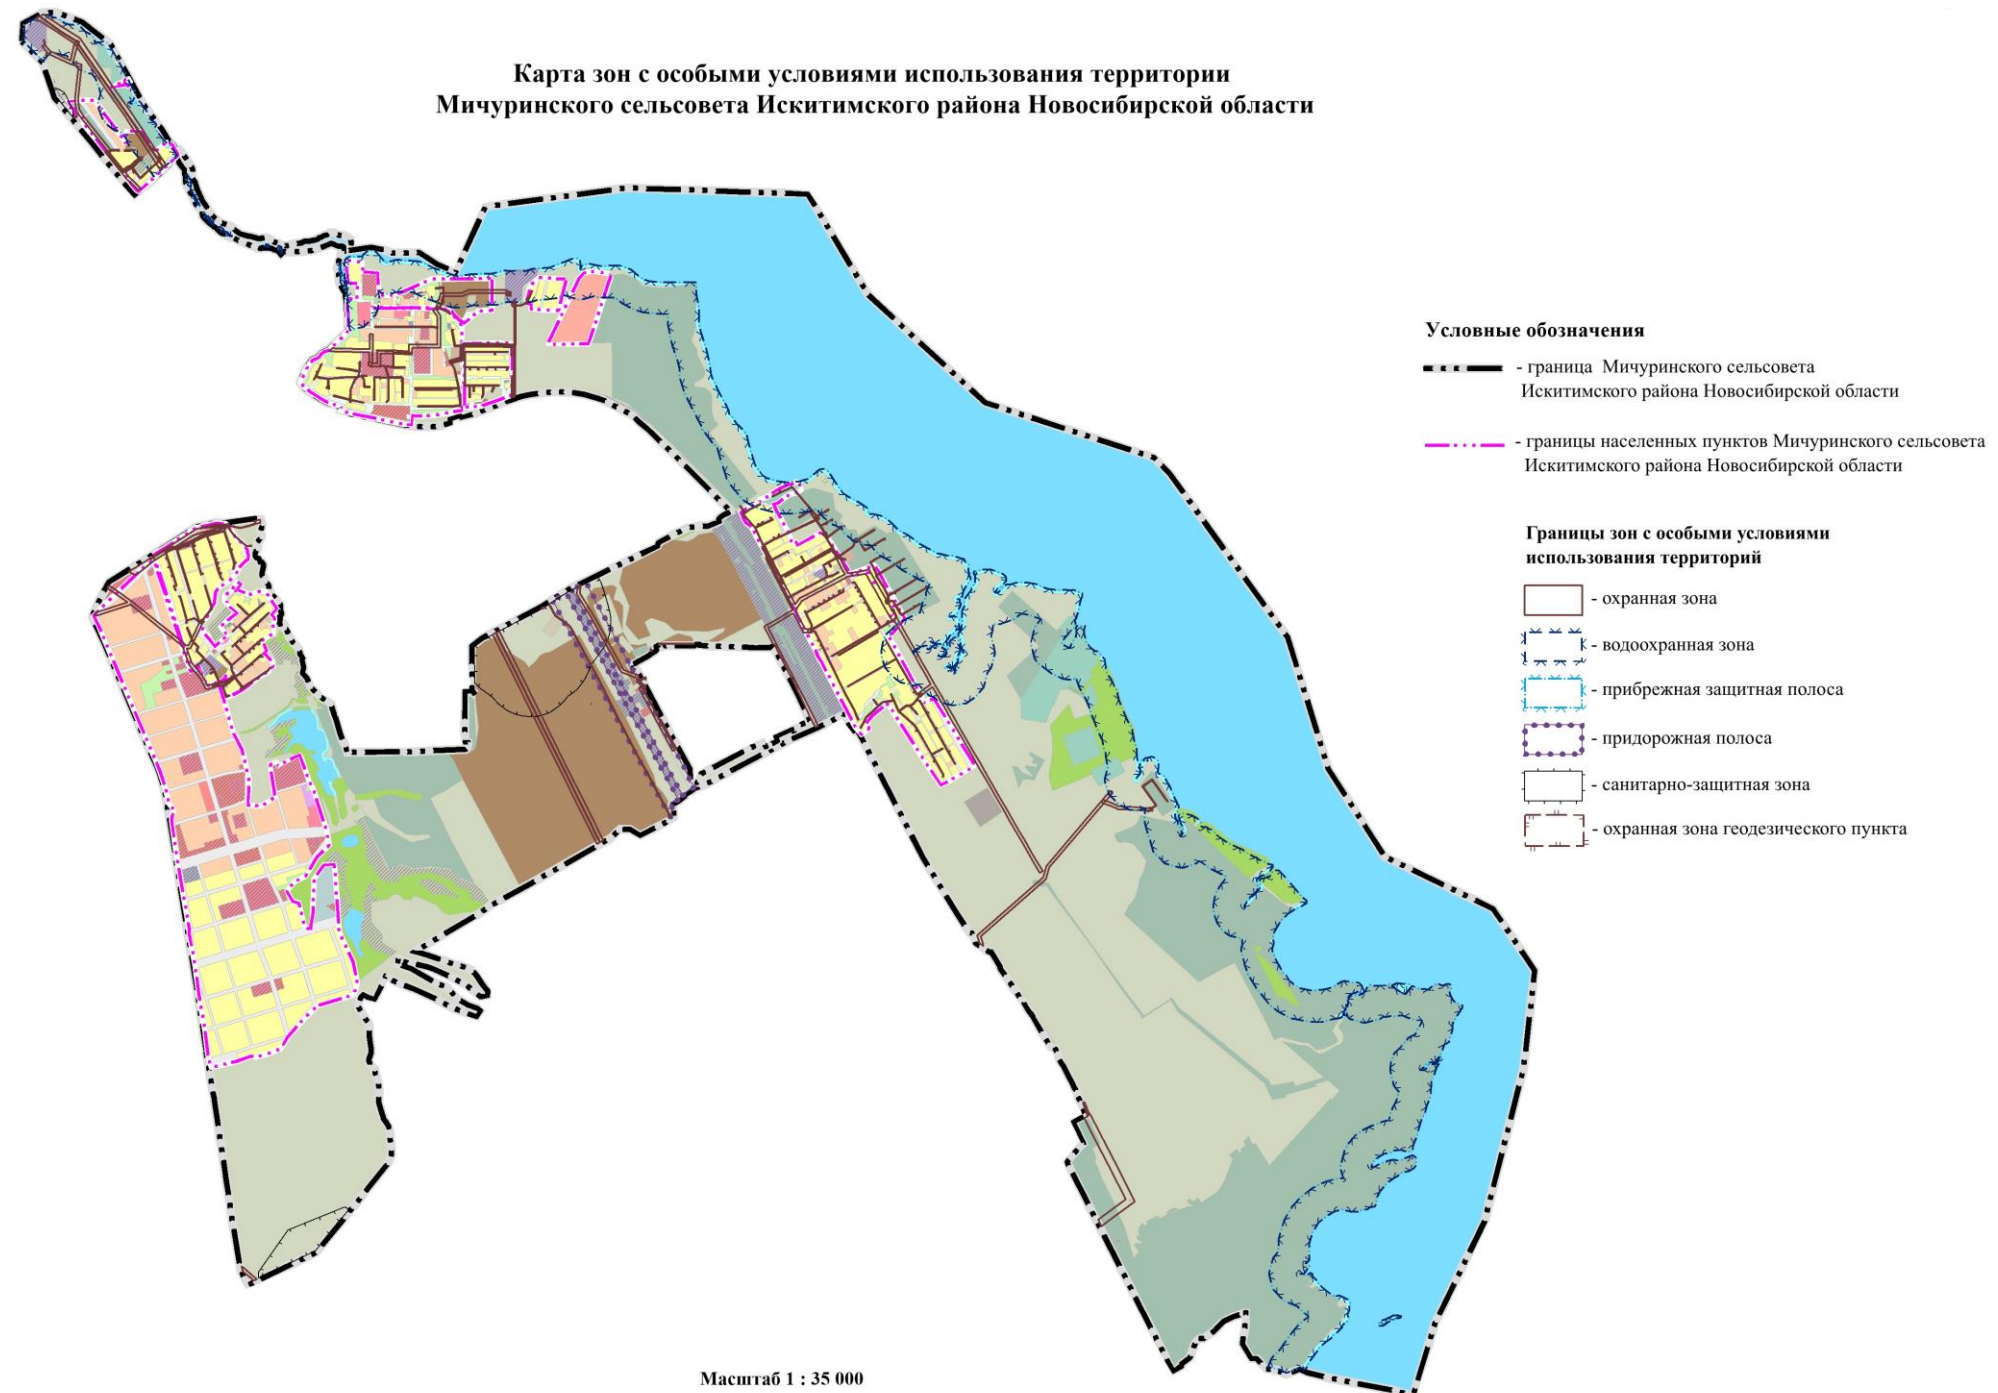 Карта зон с особыми условиями использования территории
Мичуринского сельсовета Искитимского района Новосибирской области
Условные обозначения
- граница Мичуринского сельсовета
Искитимского района Новосибирской области
- границы населенных пунктов Мичуринского сельсовета
Искитимского района Новосибирской области
Границы зон с особыми условиями
использования территорий
- охранная зона
- водоохранная зона
- прибрежная защитная полоса
- придорожная полоса
- санитарно-защитная зона
- охранная зона геодезического пункта
Масштаб 1 : 35 000